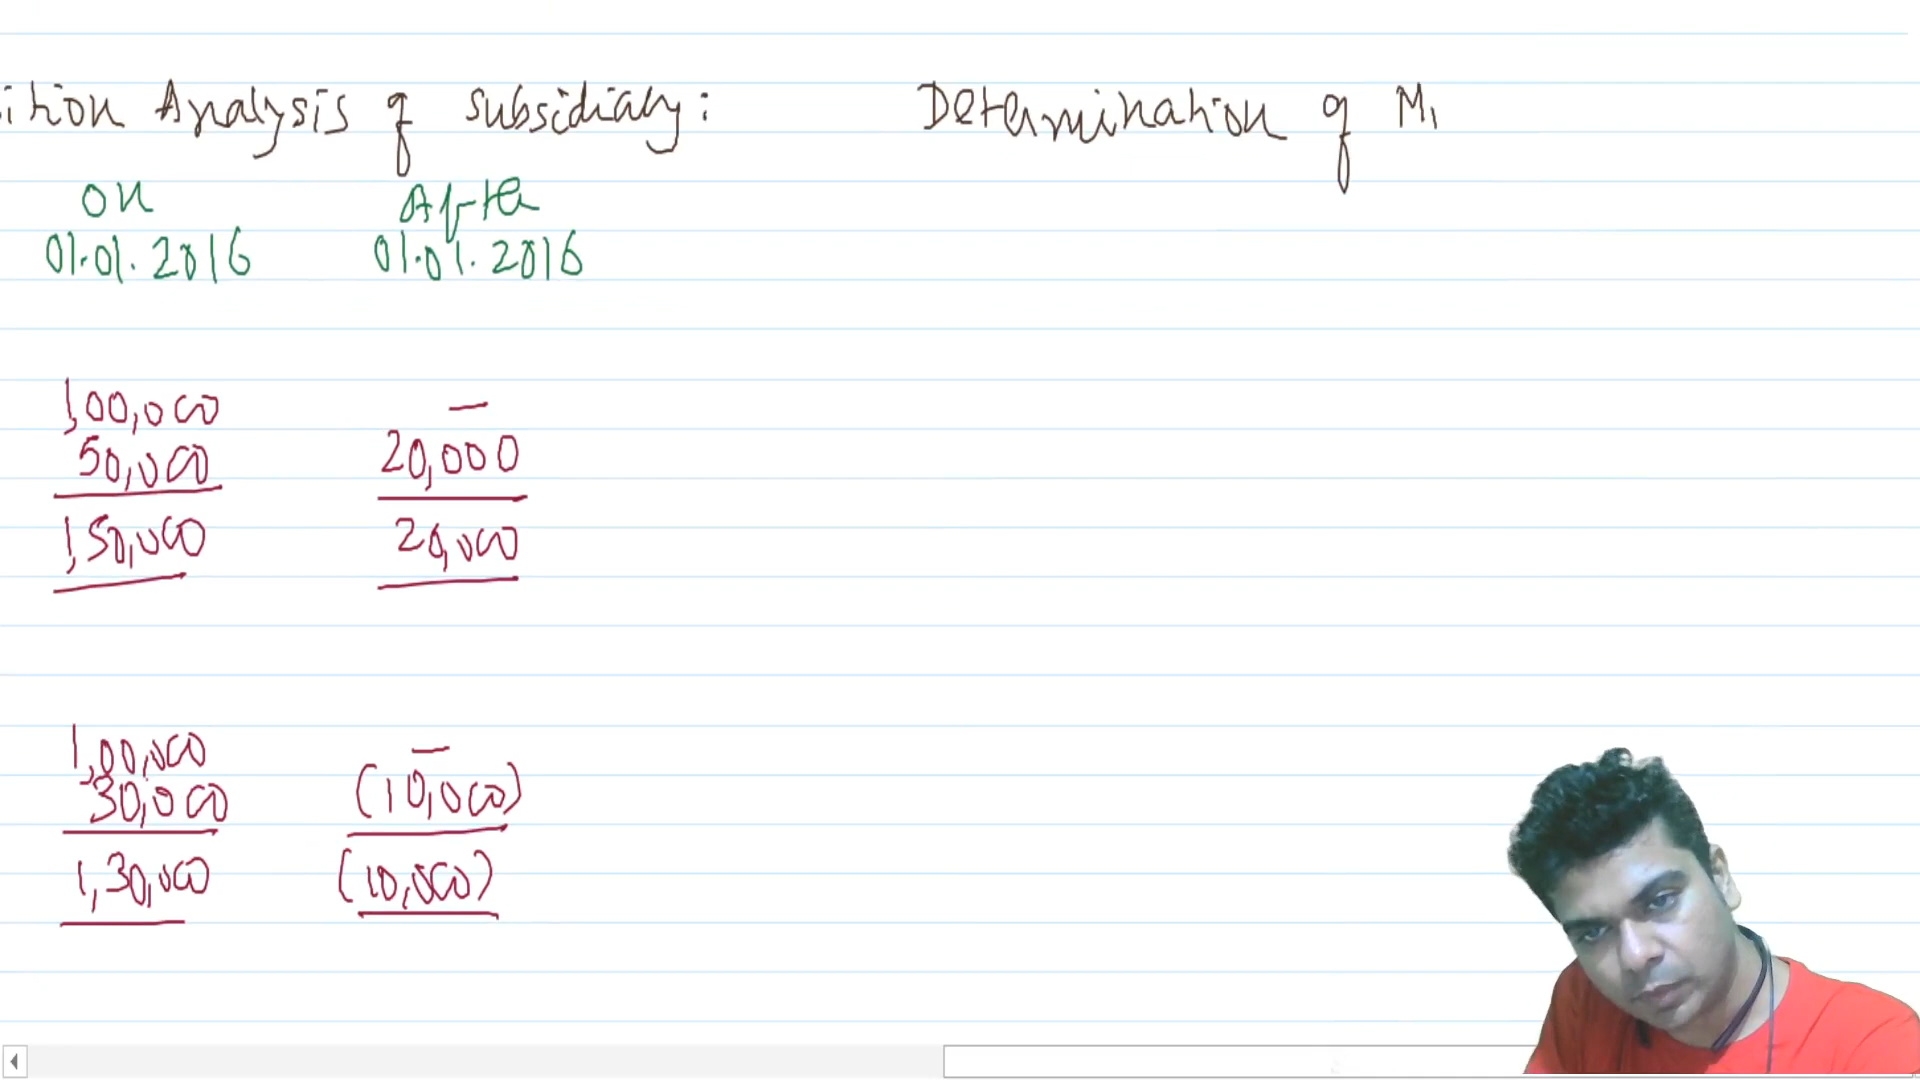 ition Analysis of subsidiary:
Determination of MI
on After
01.01.2016 01.01.2016
1,00,000 —
50,000 20,000
1,50,000 20,000
1,00,000 —
30,000 (10,000)
1,30,000 (10,000)